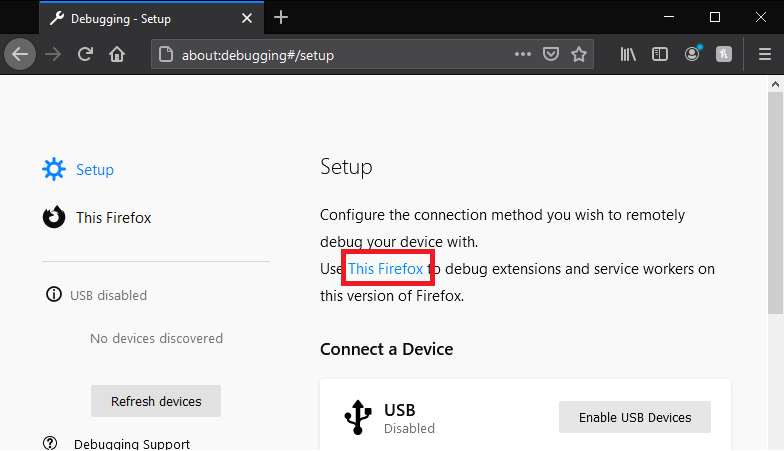 Debugging - Setup
about:debugging#/setup
Setup
This Firefox
USB disabled
No devices discovered
Refresh devices
Debugging Support
Setup
Configure the connection method you wish to remotely
debug your device with.
Use This Firefox to debug extensions and service workers on
this version of Firefox.
Connect a Device
USB
Disabled
Enable USB Devices